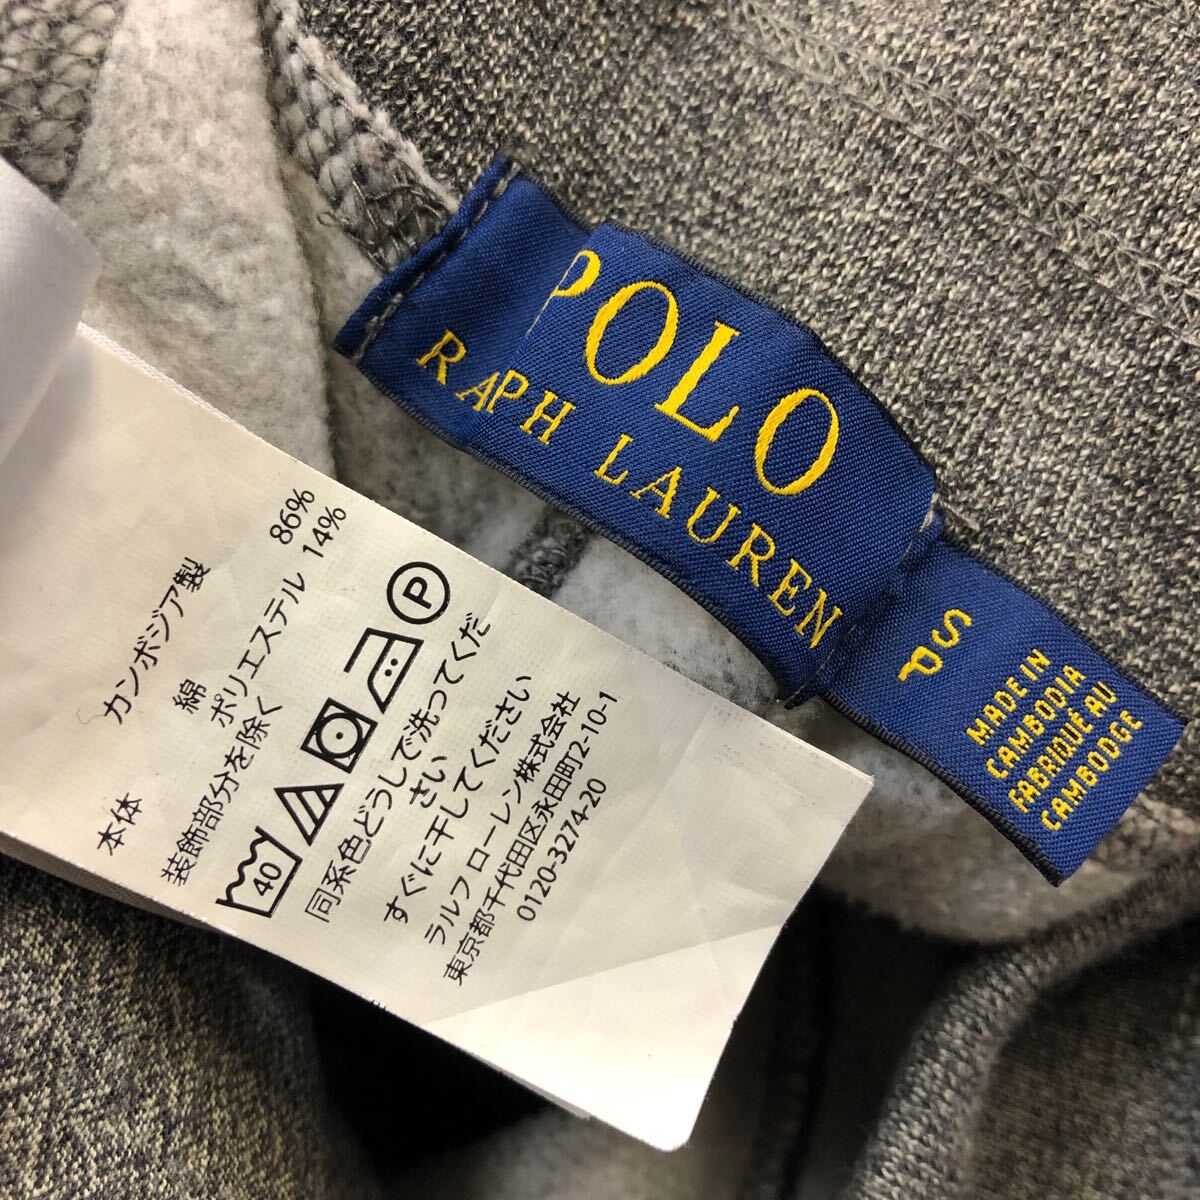 POLO
RALPH LAUREN
S
P
MADE IN
CAMBODIA
FABRIQUÉ AU
CAMBODGE
カンボジア製
本体
綿 86%
ポリエステル 14%
装飾部分を除く
40
P
同系色どうしで洗ってくだ
さい
すぐに干してください
ラルフ ローレン株式会社
東京都千代田区永田町2-10-1
0120-3274-20